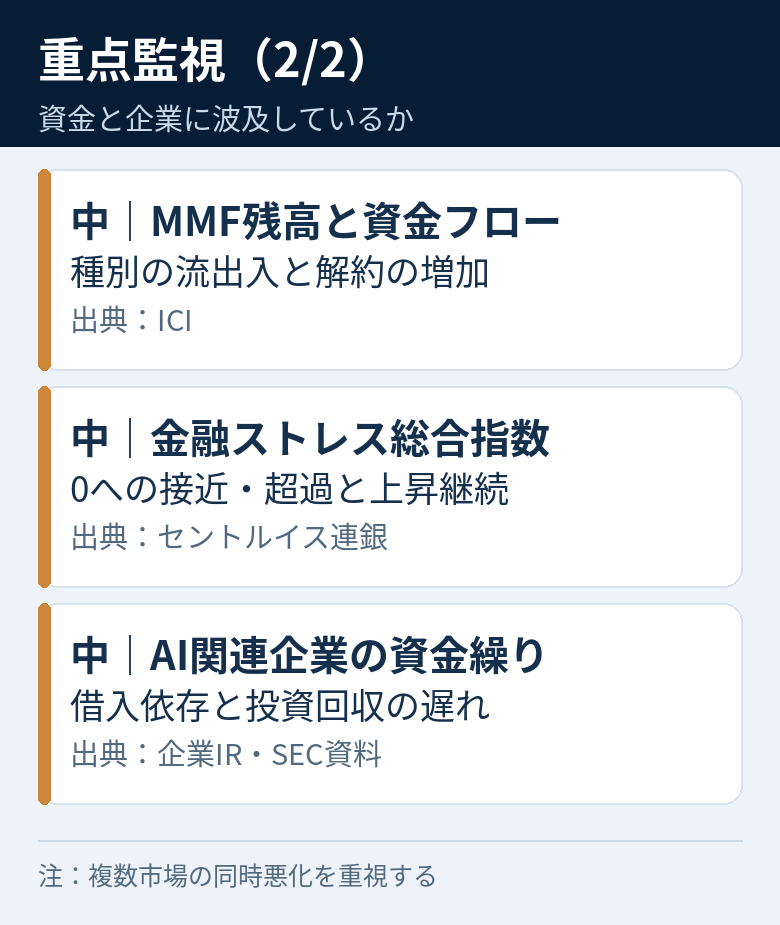 重点監視（2/2）
資金と企業に波及しているか
中｜MMF残高と資金フロー
種別の流出入と解約の増加
出典：ICI
中｜金融ストレス総合指数
0への接近・超過と上昇継続
出典：セントルイス連銀
中｜AI関連企業の資金繰り
借入依存と投資回収の遅れ
出典：企業IR・SEC資料
注：複数市場の同時悪化を重視する